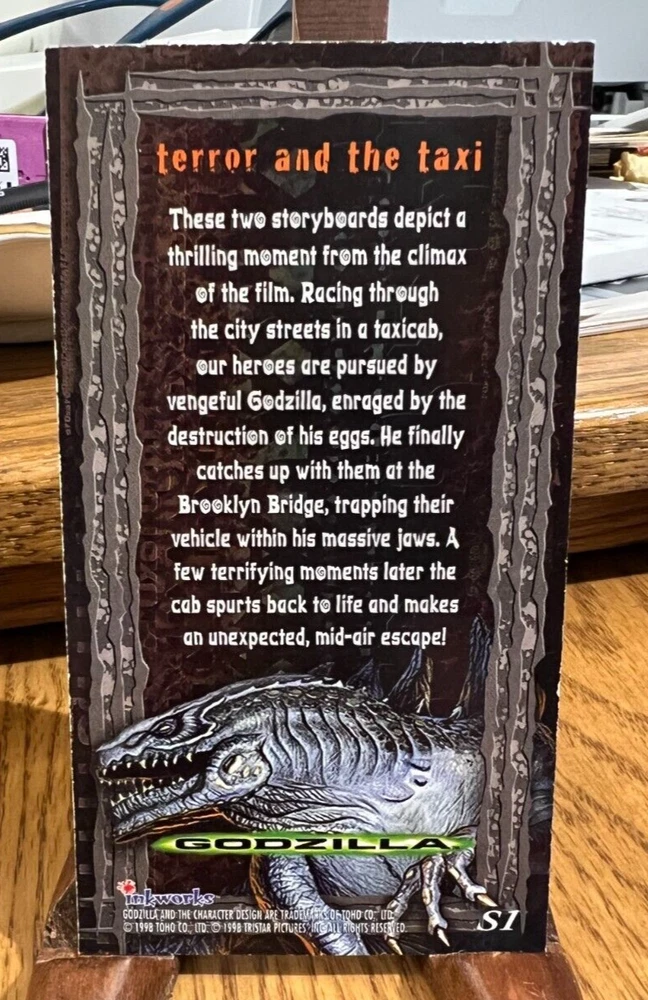 terror and the taxi
These two storyboards depict a
thrilling moment from the climax
of the film. Racing through
the city streets in a taxicab,
our heroes are pursued by
vengeful Godzilla, enraged by the
destruction of his eggs. He finally
catches up with them at the
Brooklyn Bridge, trapping their
vehicle within his massive jaws. A
few terrifying moments later the
cab spurts back to life and makes
an unexpected, mid-air escape!
GODZILLA
inkworks
GODZILLA AND THE CHARACTER DESIGN ARE TRADEMARKS OF TOHO CO., LTD.
© 1998 TOHO CO., LTD. © 1998 TRISTAR PICTURES, INC. ALL RIGHTS RESERVED.
S1